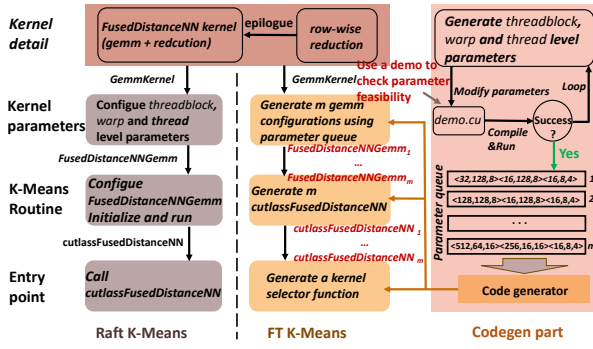 Kernel
detail
FusedDistanceNN kernel
(gemm + redcution)
epilogue
row-wise
reduction
GemmKernel
GemmKernel
Kernel
parameters
Configue threadblock,
warp and thread
level parameters
FusedDistanceNNGemm
Generate m gemm
configurations using
parameter queue
FusedDistanceNNGemm1
...
FusedDistanceNNGemmm
K-Means
Routine
Configue
FusedDistanceNNGemm
Initialize and run
cutlassFusedDistanceNN
Generate m
cutlassFusedDistanceNN
cutlassFusedDistanceNN 1
...
cutlassFusedDistanceNN m
Entry
point
Call
cutlassFusedDistanceNN
Generate a kernel
selector function
Raft K-Means
FT K-Means
Generate threadblock,
warp and thread level
parameters
Use a demo to
check parameter
feasibility
Modify parameters
Loop
demo.cu
Compile
&Run
Success
?
Yes
Parameter queue
<32,128,8><16,128,8><16,8,4> 1
<128,128,8><16,128,8><16,8,4> 2
...
<512,64,16><256,16,16><16,8,4> m
Code generator
Codegen part